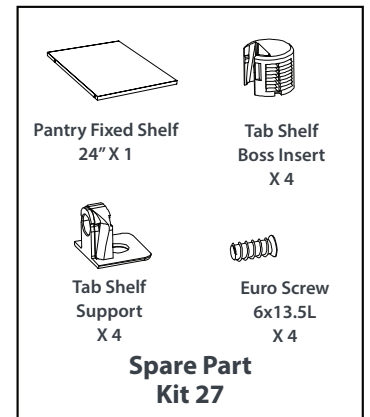 Pantry Fixed Shelf
24” X 1
Tab Shelf
Boss Insert
X 4
Tab Shelf
Support
X 4
Euro Screw
6x13.5L
X 4
Spare Part
Kit 27